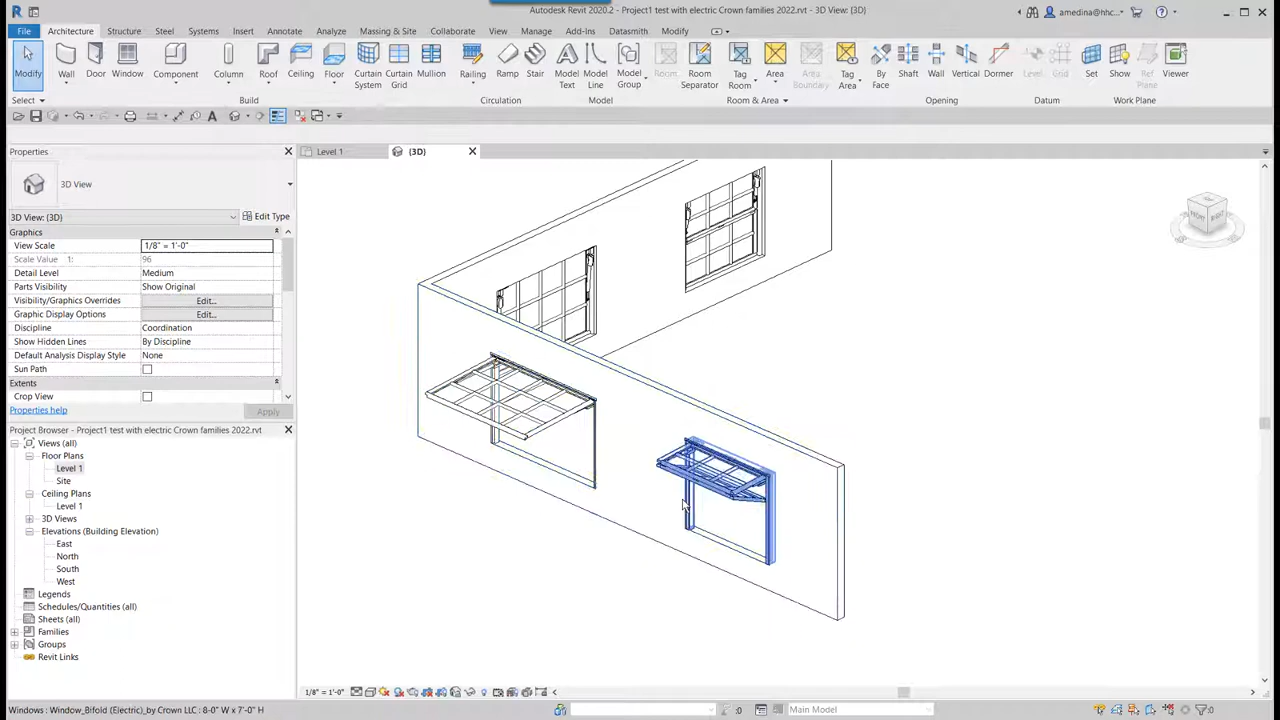 Autodesk Revit 2020.2 - Project1 test with electric Crown families 2022.rvt - 3D View: {3D}
amedina@hhc...
File Architecture Structure Steel Systems Insert Annotate Analyze Massing & Site Collaborate View Manage Add-Ins Datasmith Modify
Modify Wall Door Window Component Column Roof Ceiling Floor Curtain System Curtain Grid Mullion Railing Ramp Stair Model Text Model Line Model Group Room Room Separator Tag Room Area Area Boundary Tag Area By Face Shaft Wall Vertical Dormer Level Grid Set Show Ref Plane Viewer
Select Build Circulation Model Room & Area Opening Datum Work Plane
Properties
Level 1
{3D}
3D View
3D View: {3D}
Edit Type
Graphics
View Scale 1/8" = 1'-0"
Scale Value 1: 96
Detail Level Medium
Parts Visibility Show Original
Visibility/Graphics Overrides Edit...
Graphic Display Options Edit...
Discipline Coordination
Show Hidden Lines By Discipline
Default Analysis Display Style None
Sun Path
Extents
Crop View
Properties help Apply
Project Browser - Project1 test with electric Crown families 2022.rvt
Views (all)
Floor Plans
Level 1
Site
Ceiling Plans
Level 1
3D Views
Elevations (Building Elevation)
East
North
South
West
Legends
Schedules/Quantities (all)
Sheets (all)
Families
Groups
Revit Links
FRONT RIGHT
1/8" = 1'-0"
Windows : Window_Bifold (Electric)_by Crown LLC : 8-0" W x 7'-0" H
:0
Main Model
:0